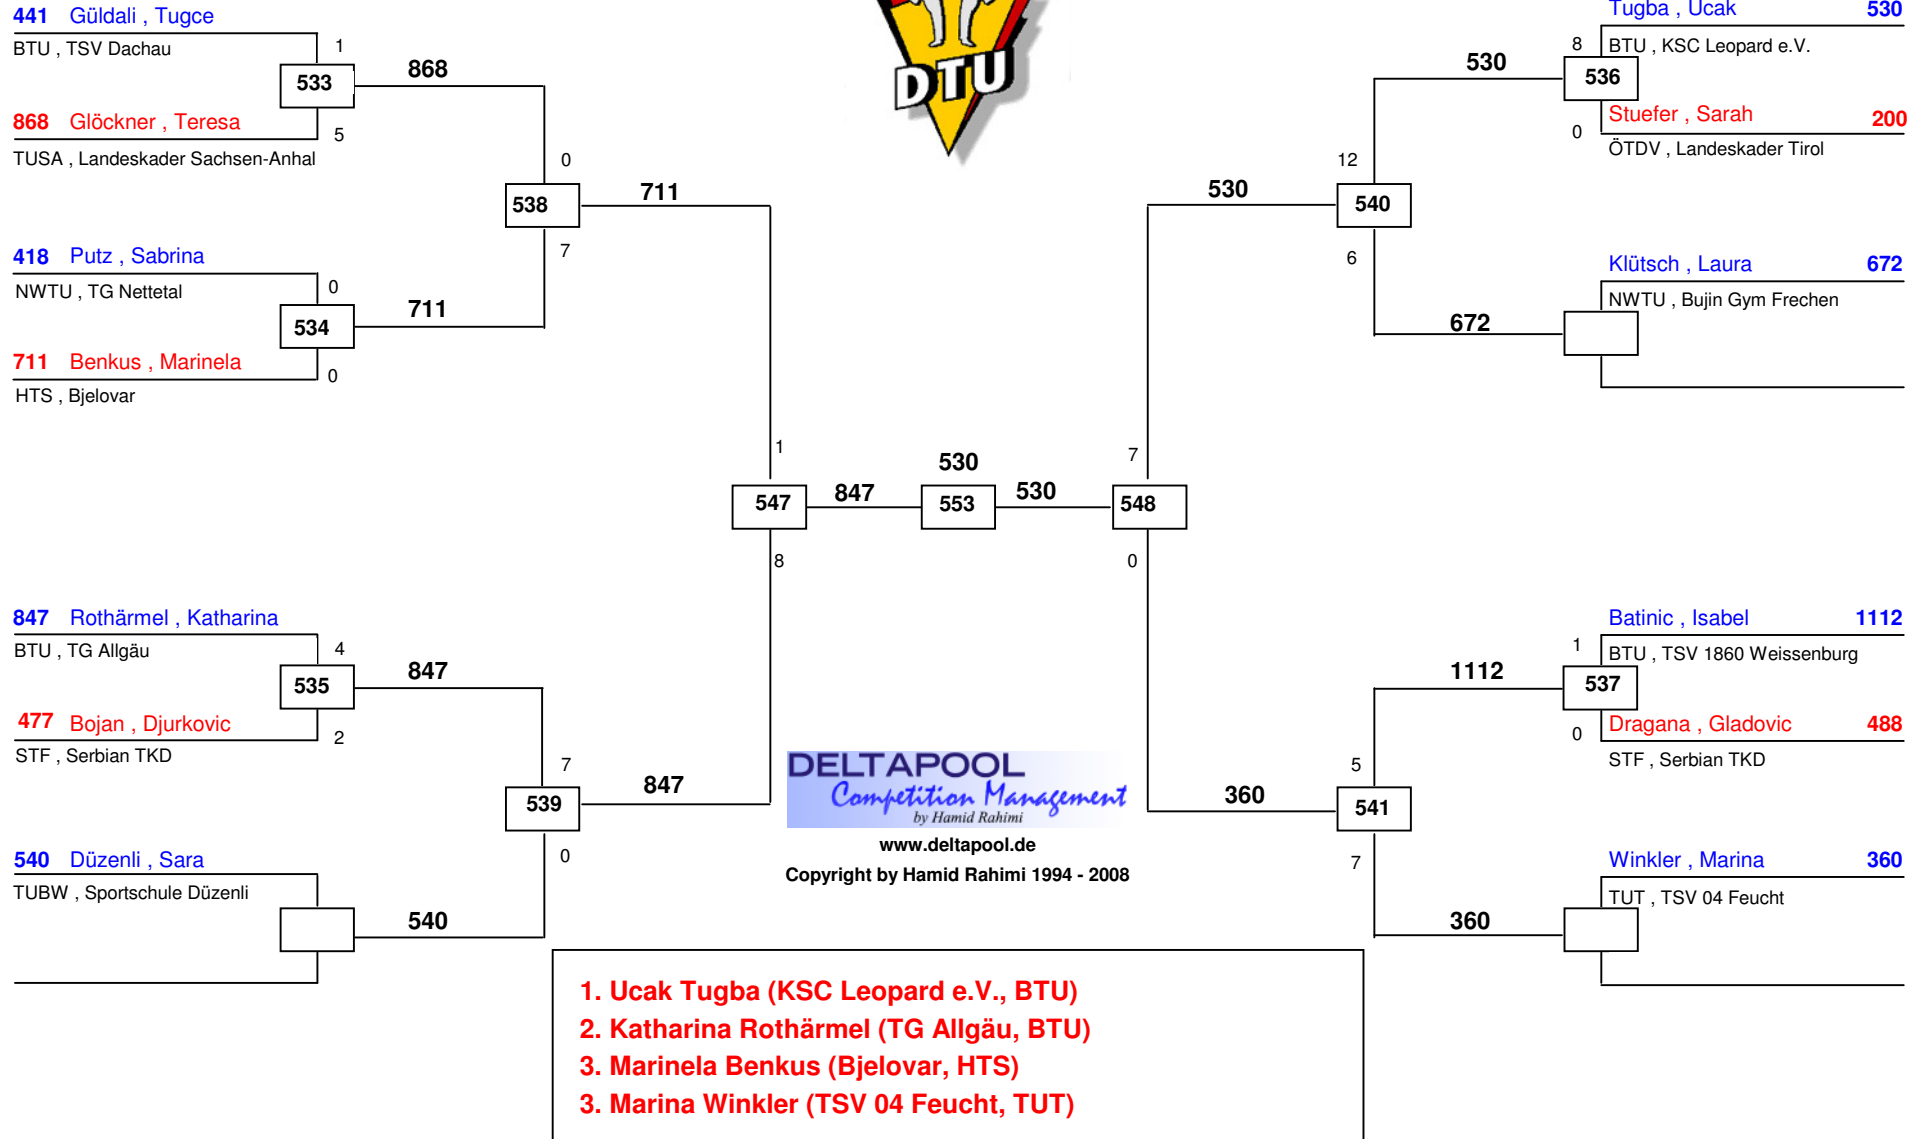 441 Güldali , Tugce
BTU , TSV Dachau
1
533
868
868 Glöckner , Teresa
5
TUSA , Landeskader Sachsen-Anhal
0
538
711
7
418 Putz , Sabrina
NWTU , TG Nettetal
0
534
711
711 Benkus , Marinela
0
HTS , Bjelovar
DTU
Tugba , Ucak 530
8
BTU , KSC Leopard e.V.
530
536
Stuefer , Sarah 200
0
ÖTDV , Landeskader Tirol
12
530
540
6
Klütsch , Laura 672
NWTU , Bujin Gym Frechen
672
1
547
847
8
530
553
530
7
548
0
847 Rothärmel , Katharina
BTU , TG Allgäu
4
535
847
477 Bojan , Djurkovic
2
STF , Serbian TKD
7
539
847
0
540 Düzenli , Sara
TUBW , Sportschule Düzenli
540
DELTAPOOL
Competition Management
by Hamid Rahimi
www.deltapool.de
Copyright by Hamid Rahimi 1994 - 2008
Batinic , Isabel 1112
1
BTU , TSV 1860 Weissenburg
1112
537
Dragana , Gladovic 488
0
STF , Serbian TKD
5
360
541
7
Winkler , Marina 360
TUT , TSV 04 Feucht
360
1. Ucak Tugba (KSC Leopard e.V., BTU)
2. Katharina Rothärmel (TG Allgäu, BTU)
3. Marinela Benkus (Bjelovar, HTS)
3. Marina Winkler (TSV 04 Feucht, TUT)